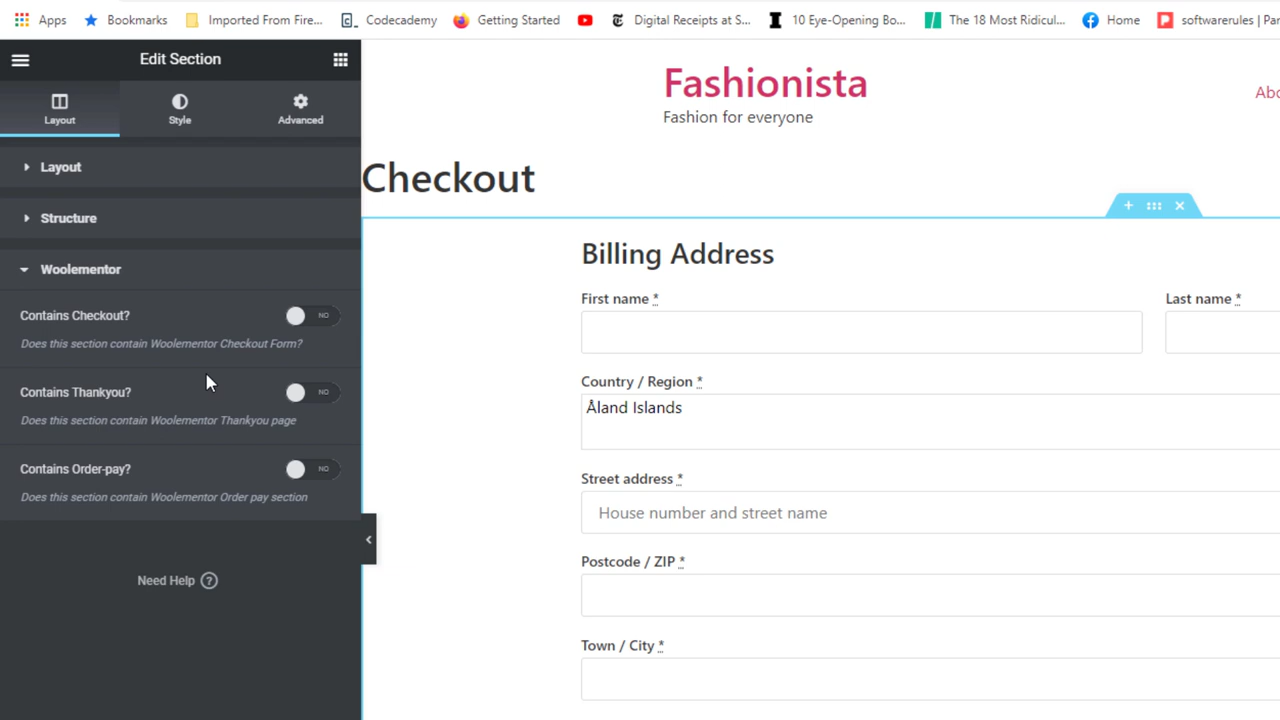 Apps Bookmarks Imported From Fire... Codecademy Getting Started Digital Receipts at S... 10 Eye-Opening Bo... The 18 Most Ridicul... Home softwarerules | Par
Edit Section
Layout Style Advanced
Layout
Structure
Woolementor
Contains Checkout? NO
Does this section contain Woolementor Checkout Form?
Contains Thankyou? NO
Does this section contain Woolementor Thankyou page
Contains Order-pay? NO
Does this section contain Woolementor Order pay section
Need Help ?
Fashionista
Fashion for everyone
Abo
Checkout
Billing Address
First name * Last name *
Country / Region *
Åland Islands
Street address *
House number and street name
Postcode / ZIP *
Town / City *